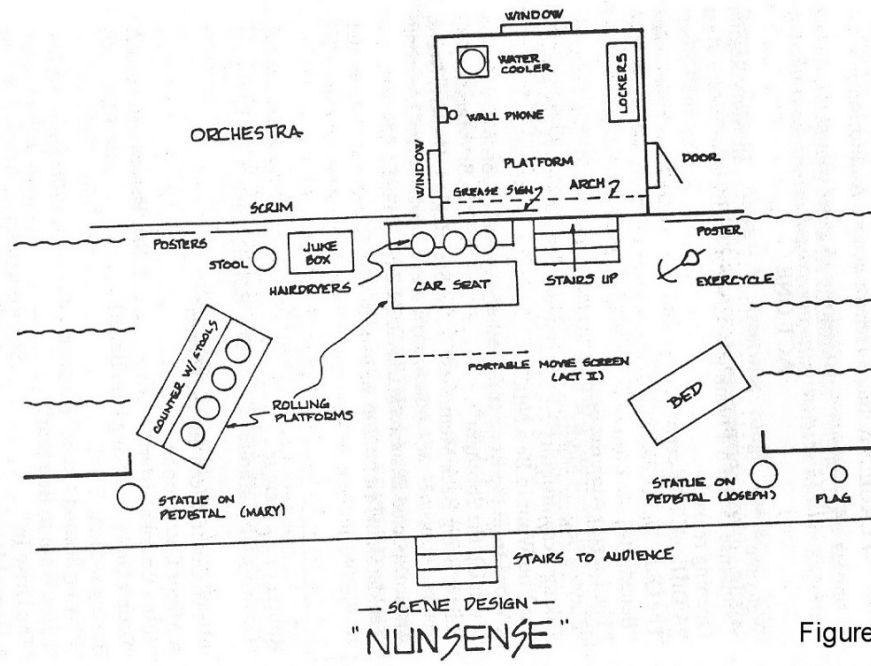 WINDOW
WATER
COOLER
LOCKERS
WALL PHONE
ORCHESTRA
WINDOW
PLATFORM
DOOR
GREASE SIGN
ARCH
SCRIM
POSTERS
STOOL
JUKE
BOX
HAIRDRYERS
CAR SEAT
STAIRS UP
POSTER
EXERCYCLE
COUNTER W/ STOOLS
PORTABLE MOVIE SCREEN
(ACT II)
BED
ROLLING
PLATFORMS
STATUE ON
PEDESTAL (MARY)
STATUE ON
PEDESTAL (JOSEPH)
FLAG
STAIRS TO AUDIENCE
— SCENE DESIGN —
"NUNSENSE"
Figure